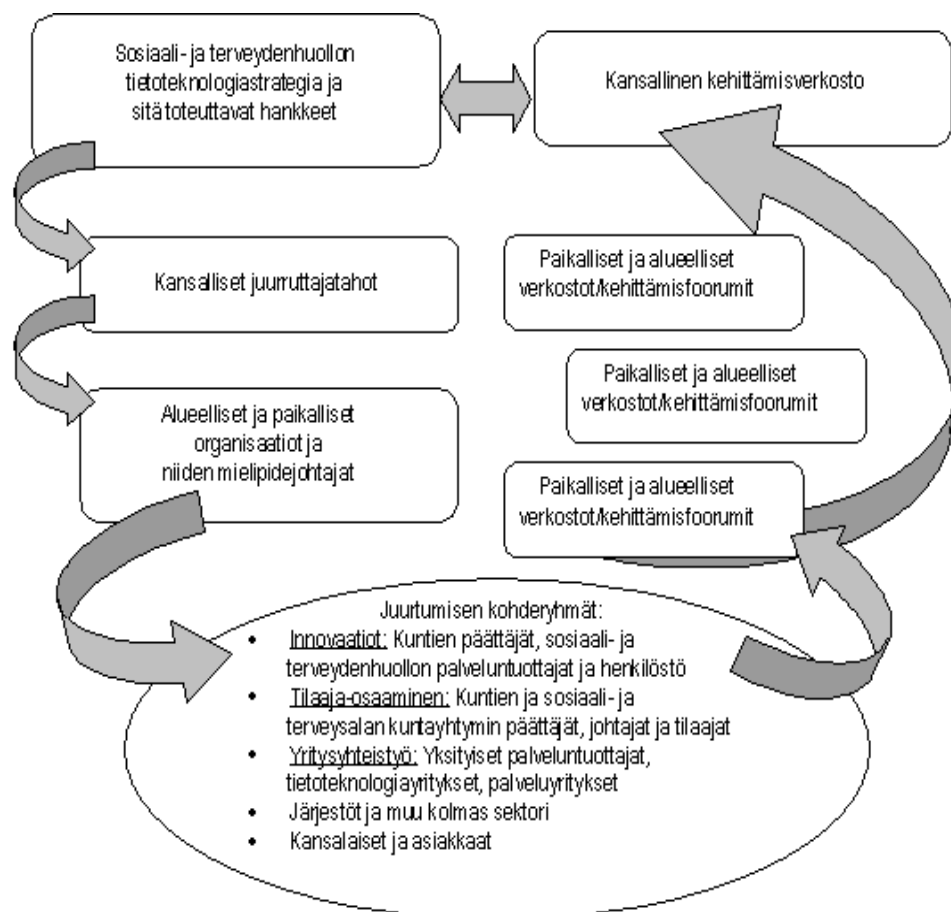 Sosiaali- ja terveydenhuollon
tietoteknologiastrategia ja
sitä toteuttavat hankkeet
Kansallinen kehittämisverkosto
Kansalliset juurruttajatahot
Paikalliset ja alueelliset
verkostot/kehittämisfoorumit
Paikalliset ja alueelliset
verkostot/kehittämisfoorumit
Alueelliset ja paikalliset
organisaatiot ja
niiden mielipidejohtajat
Paikalliset ja alueelliset
verkostot/kehittämisfoorumit
Juurtumisen kohderyhmät:
• Innovaatiot: Kuntien päättäjät, sosiaali- ja
terveydenhuollon palveluntuottajat ja henkilöstö
• Tilaaja-osaaminen: Kuntien ja sosiaali- ja
terveysalan kuntayhtymin päättäjät, johtajat ja tilaajat
• Yritysyhteistyö: Yksityiset palveluntuottajat,
tietoteknologiayritykset, palveluyritykset
• Järjestöt ja muu kolmas sektori
• Kansalaiset ja asiakkaat